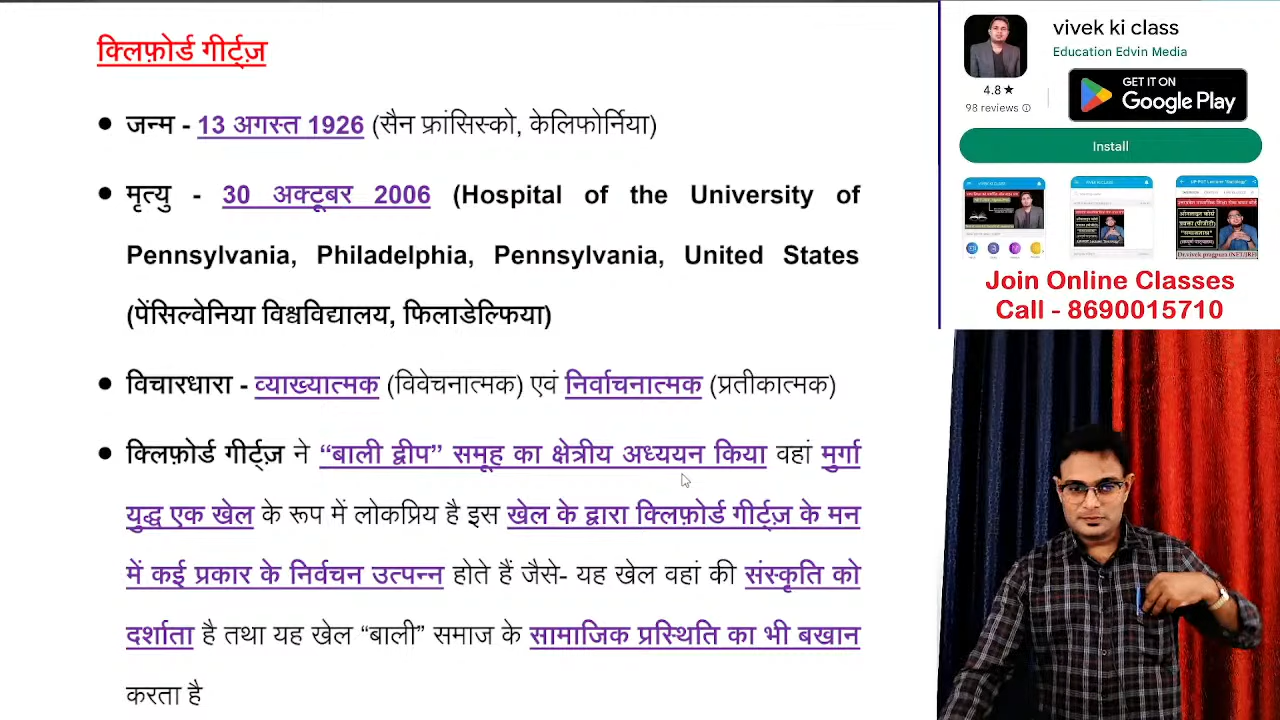 क्लिफ़ोर्ड गीर्ट्ज़
● जन्म - 13 अगस्त 1926 (सैन फ्रांसिस्को, केलिफोर्निया)
● मृत्यु - 30 अक्टूबर 2006 (Hospital of the University of
Pennsylvania, Philadelphia, Pennsylvania, United States
(पेंसिल्वेनिया विश्वविद्यालय, फिलाडेल्फिया)
● विचारधारा - व्याख्यात्मक (विवेचनात्मक) एवं निर्वाचनात्मक (प्रतीकात्मक)
● क्लिफ़ोर्ड गीर्ट्ज़ ने “बाली द्वीप” समूह का क्षेत्रीय अध्ययन किया वहां मुर्गा
युद्ध एक खेल के रूप में लोकप्रिय है इस खेल के द्वारा क्लिफ़ोर्ड गीर्ट्ज़ के मन
में कई प्रकार के निर्वचन उत्पन्न होते हैं जैसे- यह खेल वहां की संस्कृति को
दर्शाता है तथा यह खेल “बाली” समाज के सामाजिक प्रस्थिति का भी बखान
करता है
vivek ki class
Education Edvin Media
4.8★
98 reviews
GET IT ON
Google Play
Install
Join Online Classes
Call - 8690015710